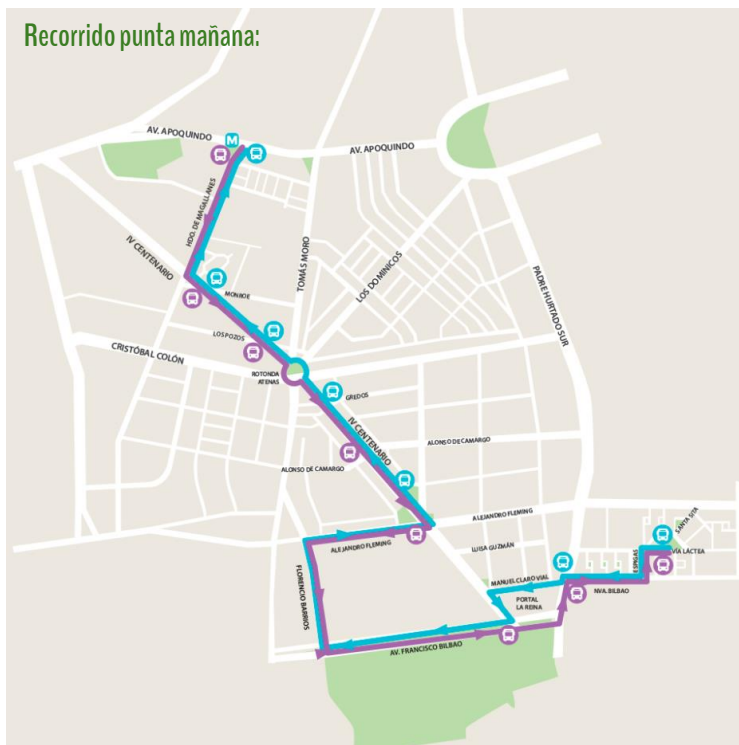 Recorrido punta mañana:
AV. APOQUINDO
M
AV. APOQUINDO
HDO. DE MAGALLANES
IV CENTENARIO
TOMÁS MORO
LOS DOMINICOS
PADRE HURTADO SUR
MONROE
LOS POZOS
CRISTÓBAL COLÓN
ROTONDA
ATENAS
GREDOS
IV CENTENARIO
ALONSO DE CAMARGO
ALONSO DE CAMARGO
ALEJANDRO FLEMING
SANTA SITA
ALEJANDRO FLEMING
LUISA GUZMÁN
ESPIGAS
VÍA LÁCTEA
FLORENCIO BARRIOS
MANUEL CLARO VIAL
NVA. BILBAO
PORTAL
LA REINA
AV. FRANCISCO BILBAO